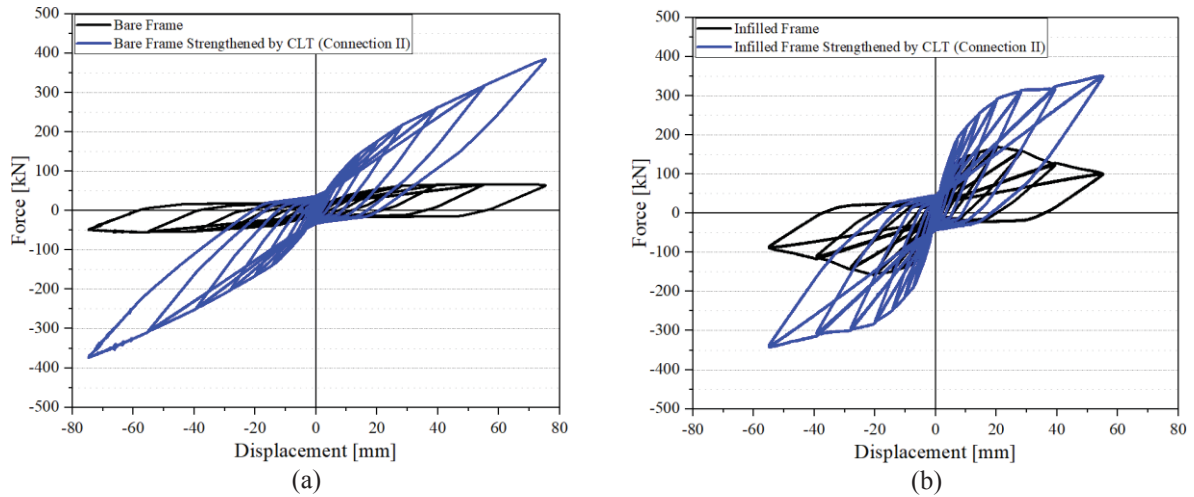 Bare Frame
Bare Frame Strengthened by CLT (Connection II)
500
400
300
200
100
0
-100
-200
-300
-400
-500
Force [kN]
-80 -60 -40 -20 0 20 40 60 80
Displacement [mm]
(a)
Infilled Frame
Infilled Frame Strengthened by CLT (Connection II)
500
400
300
200
100
0
-100
-200
-300
-400
-500
Force [kN]
-80 -60 -40 -20 0 20 40 60 80
Displacement [mm]
(b)